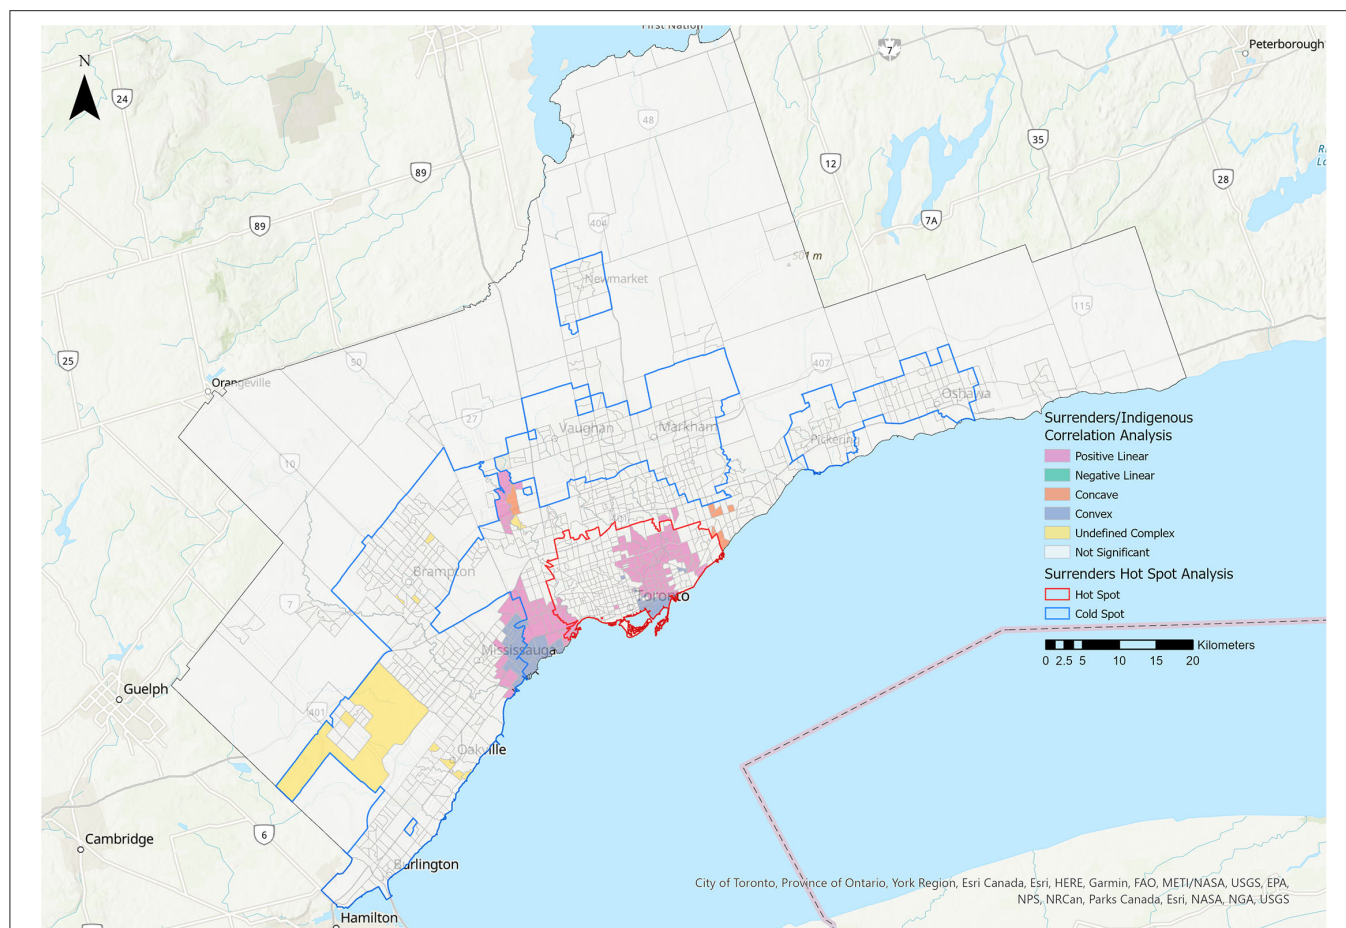 First Nation
Peterborough
N
7
24
48
35
12
89
28
7A
89
404
501 m
Newmarket
115
25
50
407
Orangeville
Oshawa
27
Vaughan
Markham
Pickering
Surrenders/Indigenous
Correlation Analysis
Positive Linear
Negative Linear
Concave
Convex
Undefined Complex
Not Significant
Surrenders Hot Spot Analysis
Hot Spot
Cold Spot
10
401
Brampton
7
Toronto
Mississauga
0 2.5 5 10 15 20 Kilometers
Guelph
401
Oakville
6
Cambridge
Burlington
City of Toronto, Province of Ontario, York Region, Esri Canada, Esri, HERE, Garmin, FAO, METI/NASA, USGS, EPA,
NPS, NRCan, Parks Canada, Esri, NASA, NGA, USGS
Hamilton